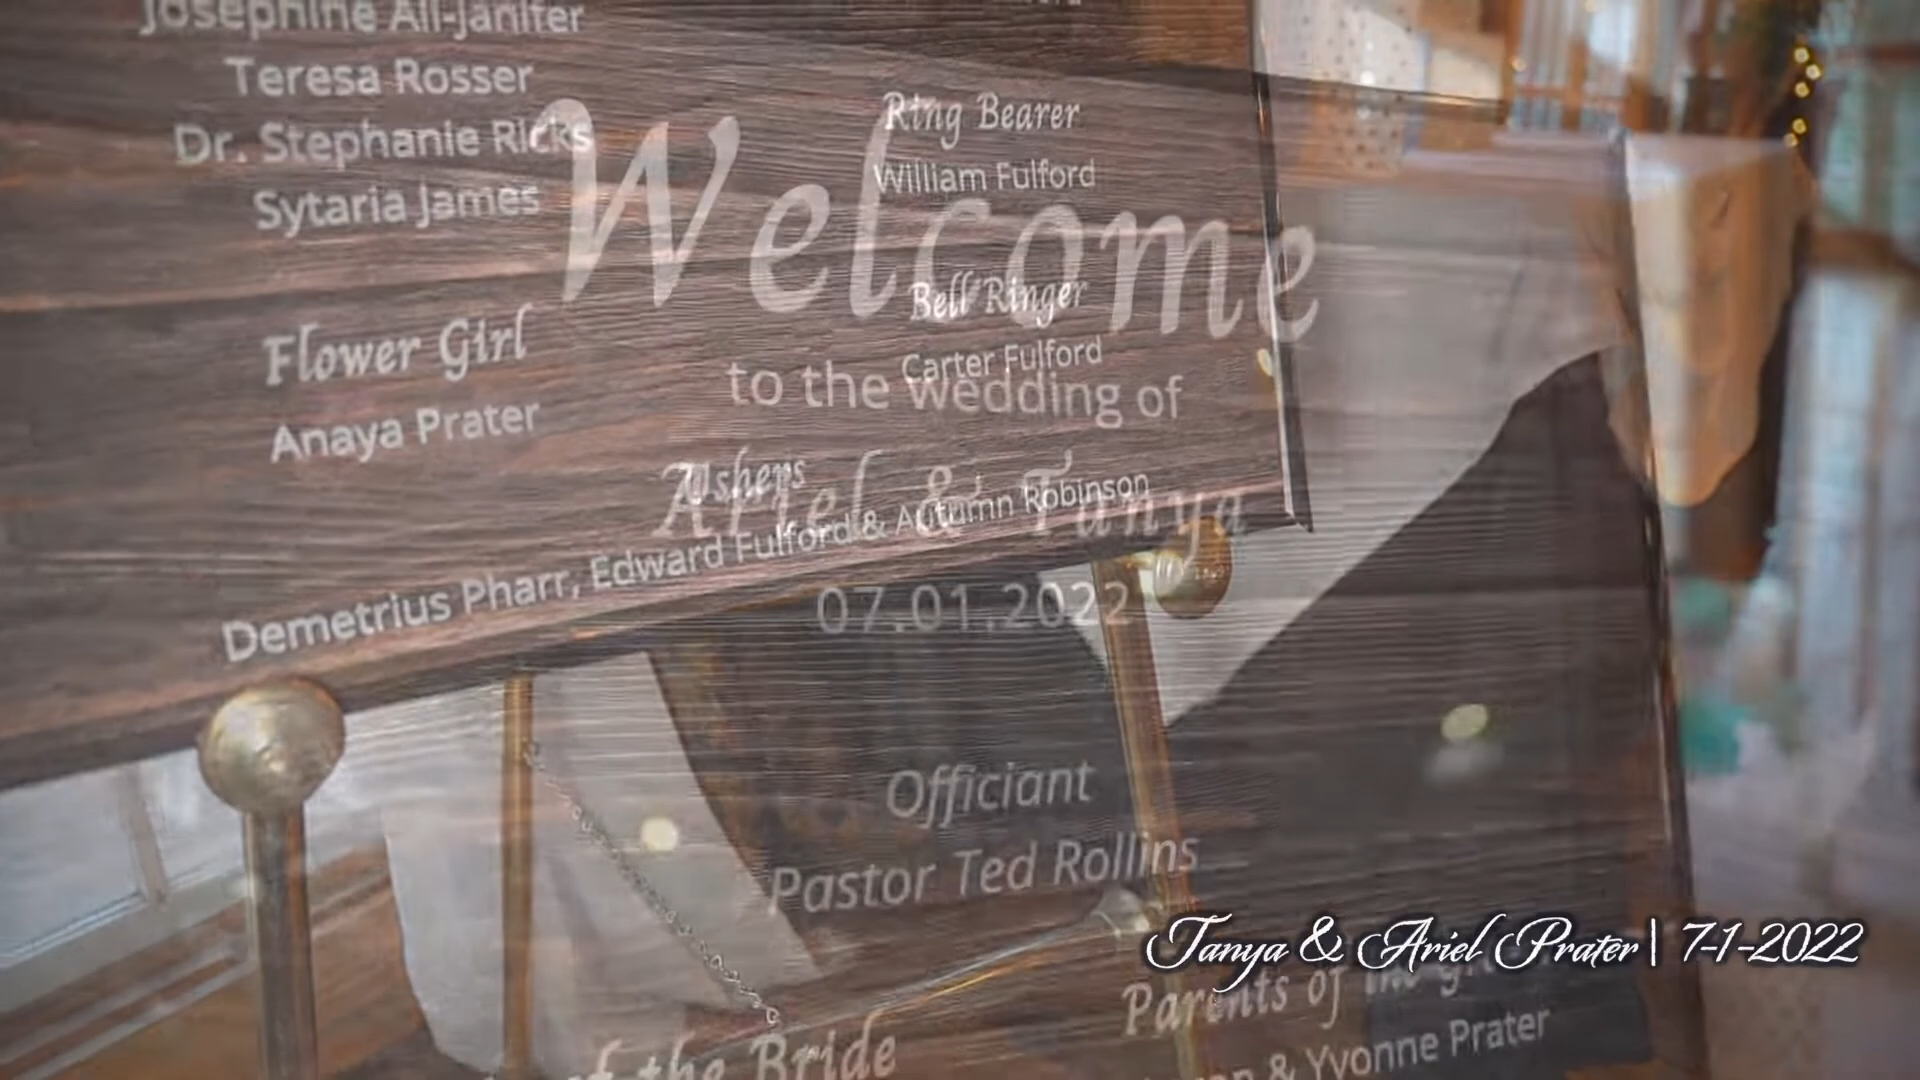 Josephine All-Janifer
Teresa Rosser
Dr. Stephanie Ricks
Sytaria James
Flower Girl
Anaya Prater
Ring Bearer
William Fulford
Bell Ringer
Carter Fulford
Ushers
Demetrius Pharr, Edward Fulford & Autumn Robinson
Welcome
to the wedding of
Ariel & Tanya
07.01.2022
Officiant
Pastor Ted Rollins
of the Bride
Parents of the
& Yvonne Prater
Tanya & Ariel Prater | 7-1-2022